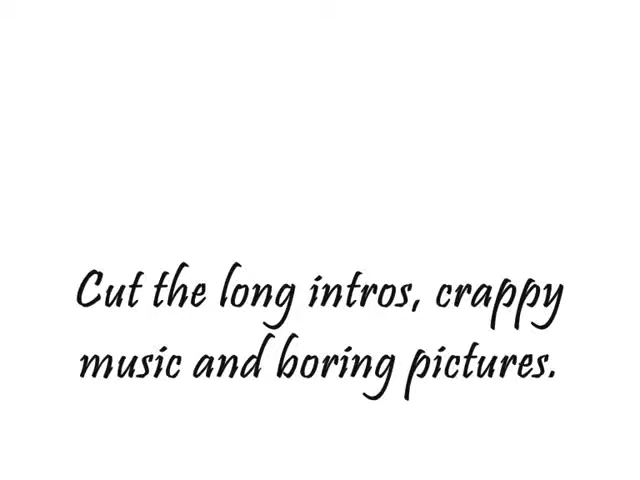 Cut the long intros, crappy
music and boring pictures.